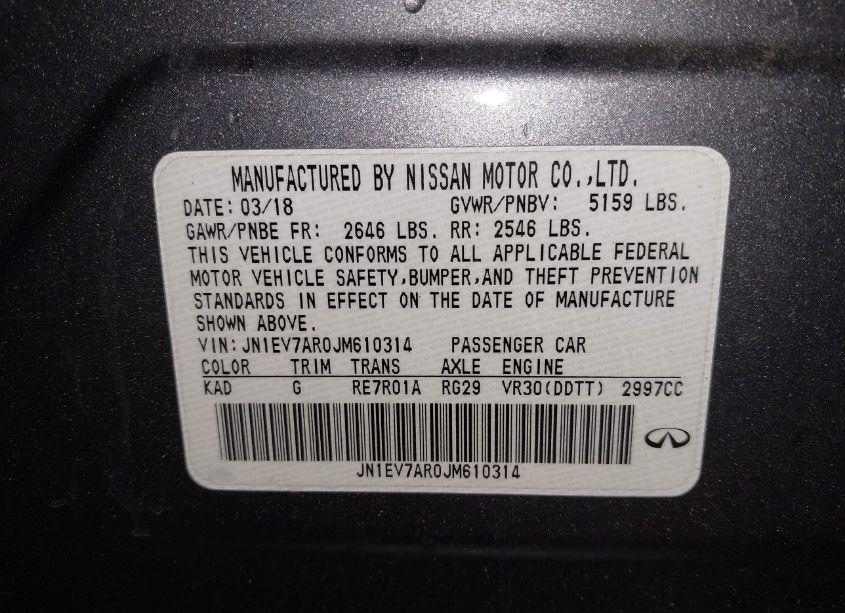 MANUFACTURED BY NISSAN MOTOR CO.,LTD.
DATE: 03/18 GVWR/PNBV: 5159 LBS.
GAWR/PNBE FR: 2646 LBS. RR: 2546 LBS.
THIS VEHICLE CONFORMS TO ALL APPLICABLE FEDERAL
MOTOR VEHICLE SAFETY,BUMPER,AND THEFT PREVENTION
STANDARDS IN EFFECT ON THE DATE OF MANUFACTURE
SHOWN ABOVE.
VIN: JN1EV7AR0JM610314 PASSENGER CAR
COLOR TRIM TRANS AXLE ENGINE
KAD G RE7R01A RG29 VR30(DDTT) 2997CC
JN1EV7AR0JM610314